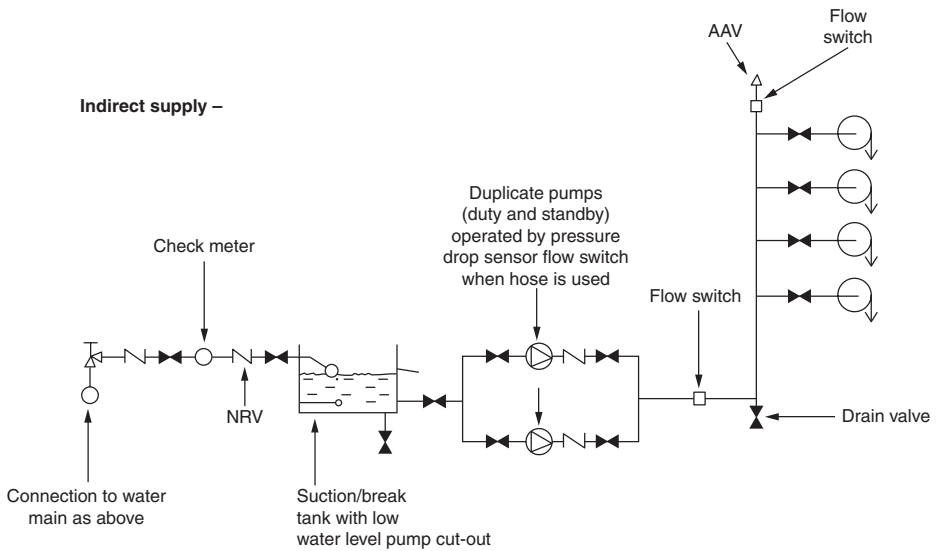 AAV
Flow
switch
Indirect supply –
Duplicate pumps
(duty and standby)
operated by pressure
drop sensor flow switch
when hose is used
Check meter
Flow switch
NRV
Drain valve
Connection to water
main as above
Suction/break
tank with low
water level pump cut-out